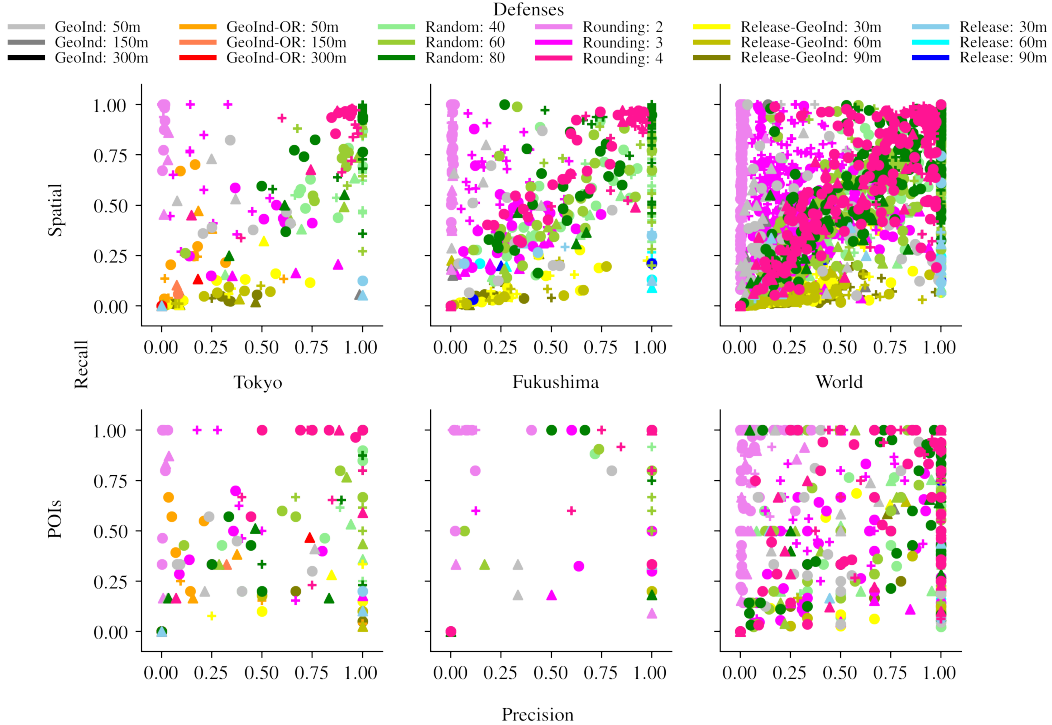 Defenses
GeoInd: 50m GeoInd-OR: 50m Random: 40 Rounding: 2 Release-GeoInd: 30m Release: 30m
GeoInd: 150m GeoInd-OR: 150m Random: 60 Rounding: 3 Release-GeoInd: 60m Release: 60m
GeoInd: 300m GeoInd-OR: 300m Random: 80 Rounding: 4 Release-GeoInd: 90m Release: 90m
1.00
0.75
0.50
0.25
0.00
Spatial
0.00 0.25 0.50 0.75 1.00 0.00 0.25 0.50 0.75 1.00 0.00 0.25 0.50 0.75 1.00
Recall
Tokyo Fukushima World
1.00
0.75
0.50
0.25
0.00
POIs
0.00 0.25 0.50 0.75 1.00 0.00 0.25 0.50 0.75 1.00 0.00 0.25 0.50 0.75 1.00
Precision